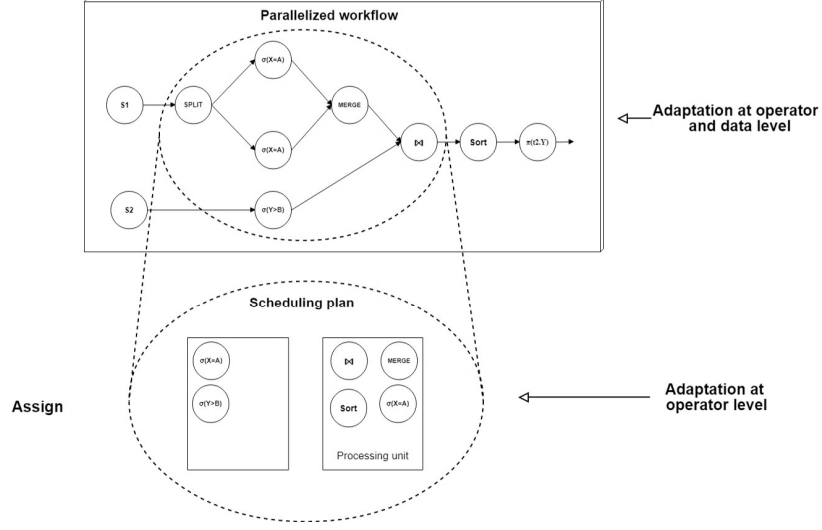 Parallelized workflow
σ(X=A)
S1
SPLIT
MERGE
Adaptation at operator
and data level
⋈
Sort
π(t2.Y)
σ(X=A)
S2
σ(Y>B)
Scheduling plan
σ(X=A)
⋈
MERGE
Adaptation at
operator level
Assign
σ(Y>B)
Sort
σ(X=A)
Processing unit